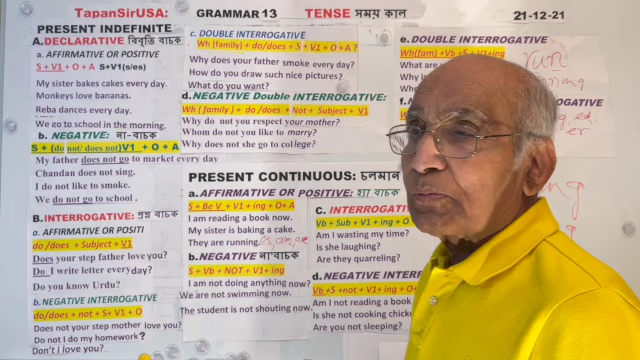 TapanSirUSA: GRAMMAR 13 TENSE সময় কাল 21-12-21
PRESENT INDEFINITE
A.DECLARATIVE বিবৃতি বাচক
a. AFFIRMATIVE OR POSITIVE
S + V1 + O + A S+V1(s/es)
My sister bakes cakes every day.
Monkeys love bananas.
Reba dances every day.
We go to school in the morning.
b. NEGATIVE: না-বাচক
S + (do not/ does not)V1 + O + A
My father does not go to market every day
Chandan does not sing.
I do not like to smoke.
We do not go to school .
B. INTERROGATIVE: প্রশ্ন বাচক
a. AFFIRMATIVE OR POSITI
do /does + Subject + V1
Does your step father love you?
Do I write letter every day?
Do you know Urdu?
b. NEGATIVE INTERROGATIVE
do/does + not + S+ V1 + O
Does not your step mother love you?
Do not I do my homework?
Don't i love you?
TapanSirUSA
c. DOUBLE INTERROGATIVE
Wh (family) + do/does + S + V1 + O + A ?
Why does your father smoke every day?
How do you draw such nice pictures?
What do you want?
d.NEGATIVE Double INTERROGATIVE:
Wh ( family ) + do /does + Not + Subject + V1
Why do not you respect your mother?
Whom do not you like to marry?
Why does not she go to college?
PRESENT CONTINUOUS: চলমান
a. AFFIRMATIVE OR POSITIVE: হ্যা বাচক
S + Be V + V1 + ing + O+ A
I am reading a book now.
My sister is baking a cake.
They are running.
b. NEGATIVE না'বাচক
S + Vb + NOT + V1+ ing
I am not doing anything now?
We are not swimming now.
The student is not shouting now.
C. INTERROGATI
Vb + Sub + V1 + ing + O
Am I wasting my time?
Is she laughing?
Are they quarreling?
d.NEGATIVE INTERR
Vb +S +not + V1 + ing + O+
Am I not reading a book
Is she not cooking chicke
Are you not sleeping?
e. DOUBLE INTERROGATIVE
Wh(fam) +Vb +S +V1+ing
What are
Why is
run